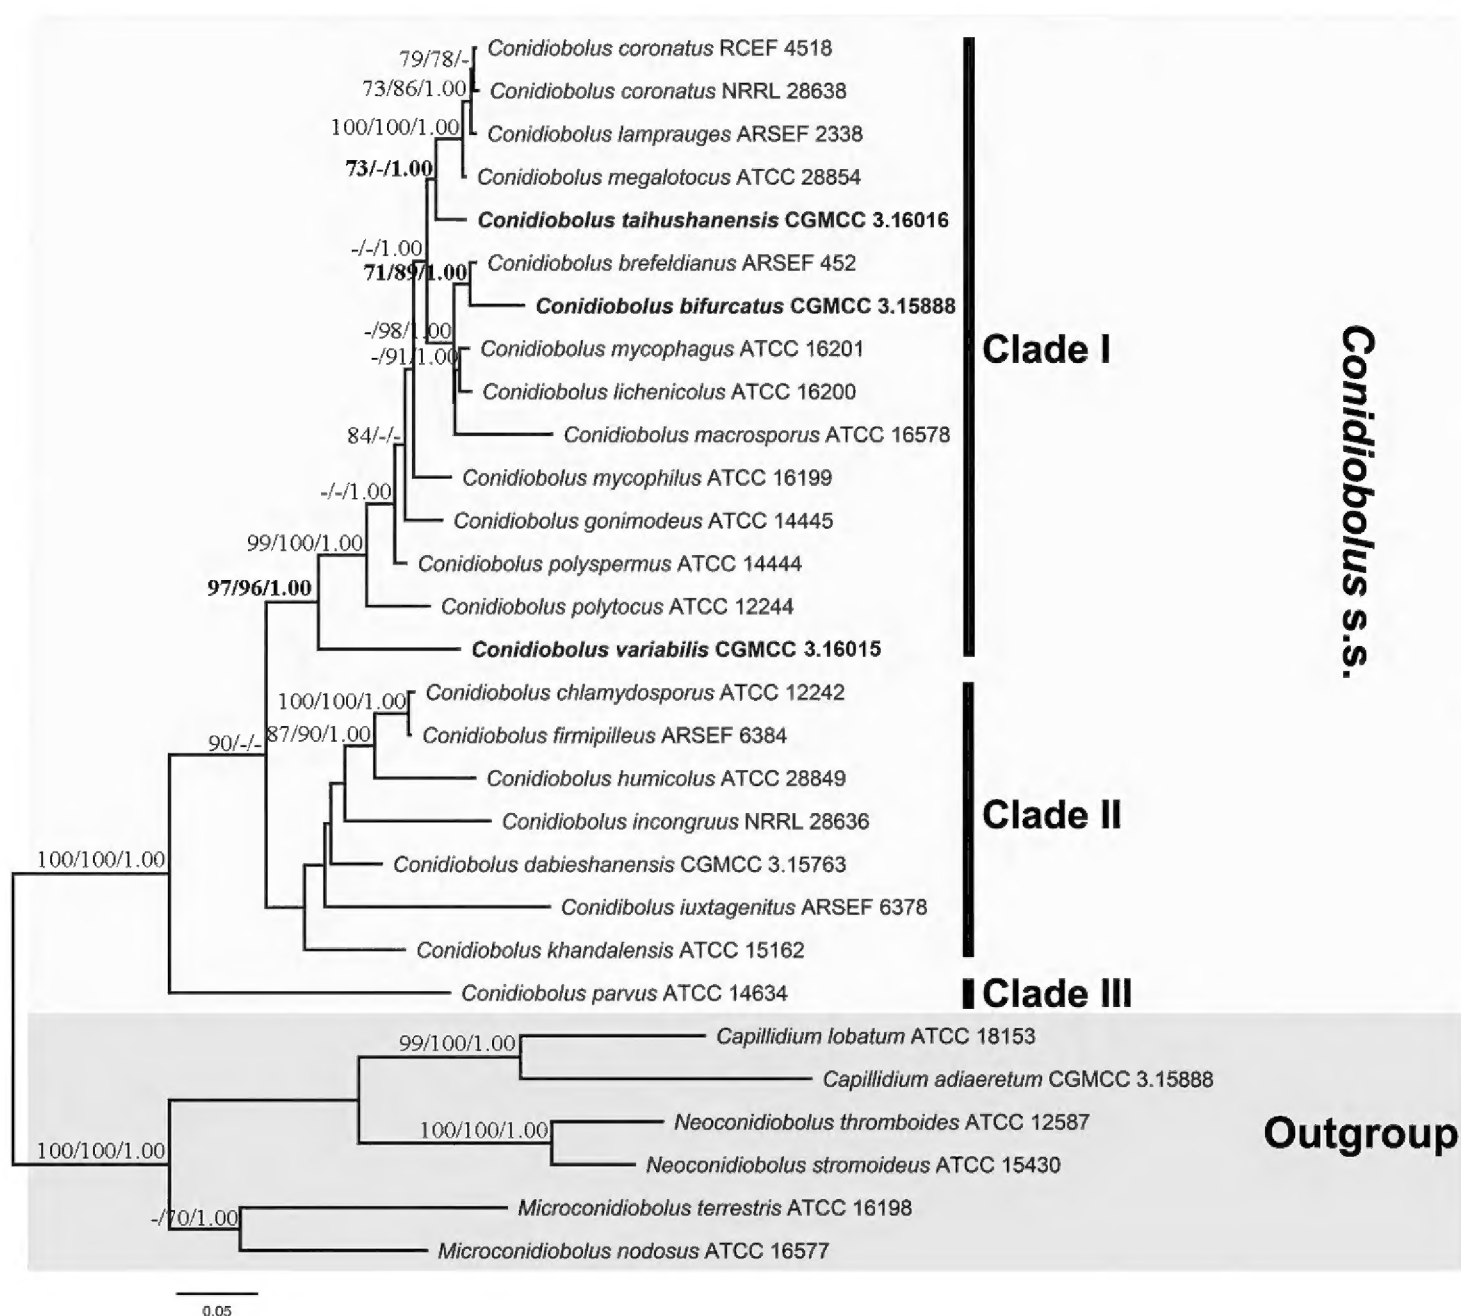 79/78/-
Conidiobolus coronatus RCEF 4518
73/86/1.00
Conidiobolus coronatus NRRL 28638
100/100/1.00
Conidiobolus lamprauges ARSEF 2338
73/-/1.00
Conidiobolus megalotocus ATCC 28854
Conidiobolus taihushanensis CGMCC 3.16016
-/-/1.00
71/89/1.00
Conidiobolus brefeldianus ARSEF 452
Conidiobolus bifurcatus CGMCC 3.15888
-/98/1.00
Conidiobolus mycophagus ATCC 16201
-/91/1.00
Conidiobolus lichenicolus ATCC 16200
Conidiobolus macrosporus ATCC 16578
84/-/-
Conidiobolus mycophilus ATCC 16199
-/-/1.00
Conidiobolus gonimodeus ATCC 14445
99/100/1.00
Conidiobolus polyspermus ATCC 14444
97/96/1.00
Conidiobolus polytocus ATCC 12244
Conidiobolus variabilis CGMCC 3.16015
Clade I
Conidiobolus s.s.
100/100/1.00
Conidiobolus chlamydosporus ATCC 12242
90/-/-
87/90/1.00
Conidiobolus firmipilleus ARSEF 6384
Conidiobolus humicolus ATCC 28849
Conidiobolus incongruus NRRL 28636
Clade II
100/100/1.00
Conidiobolus dabieshanensis CGMCC 3.15763
Conidibolus iuxtagenitus ARSEF 6378
Conidiobolus khandalensis ATCC 15162
Conidiobolus parvus ATCC 14634
Clade III
99/100/1.00
Capillidium lobatum ATCC 18153
Capillidium adiaeretum CGMCC 3.15888
100/100/1.00
Neoconidiobolus thromboides ATCC 12587
Outgroup
100/100/1.00
Neoconidiobolus stromoideus ATCC 15430
-/70/1.00
Microconidiobolus terrestris ATCC 16198
Microconidiobolus nodosus ATCC 16577
0.05